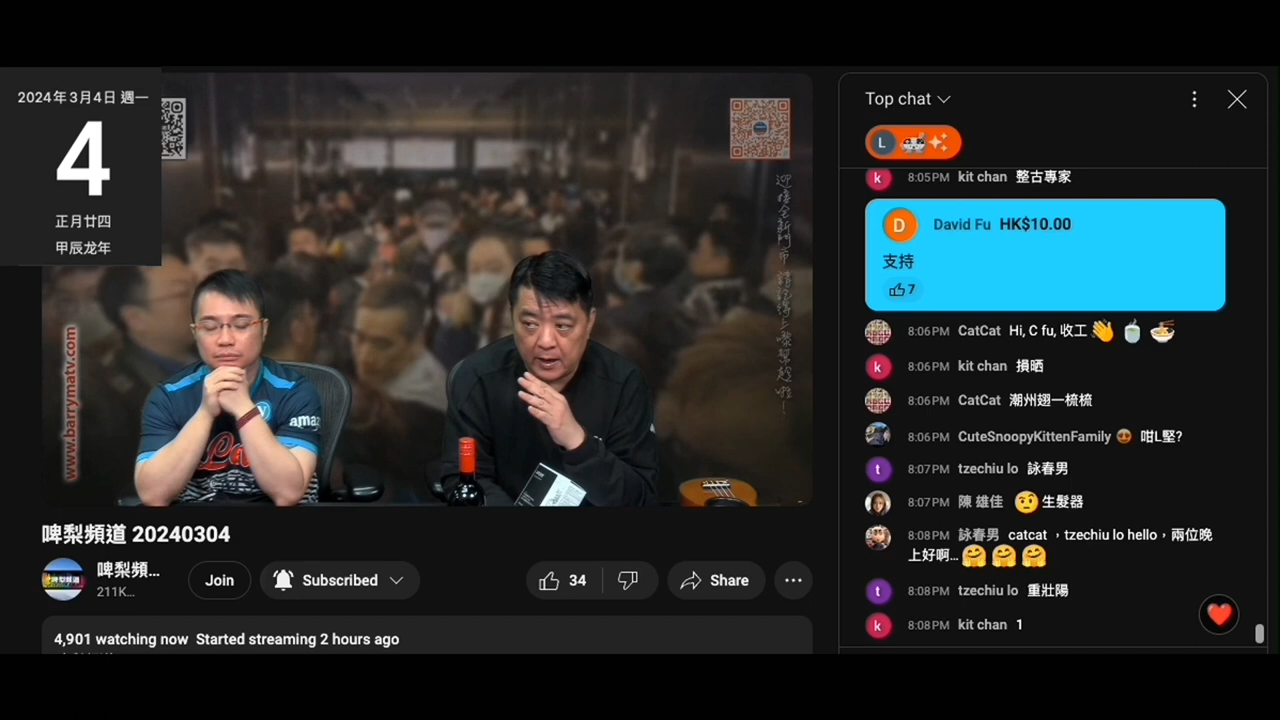 2024年3月4日 週一
4
正月廿四
甲辰龙年
www.barrymatv.com
amaz
啤梨頻道 20240304
啤梨頻...
211K...
Join
Subscribed
34
Share
4,901 watching now Started streaming 2 hours ago
Top chat
L
k 8:05PM kit chan 整古專家
D David Fu HK$10.00
支持
7
8:06PM CatCat Hi, C fu, 收工👋🍵🍜
k 8:06PM kit chan 損晒
8:06PM CatCat 潮州翅一梳梳
8:06PM CuteSnoopyKittenFamily 😍 咁L堅?
t 8:07PM tzechiu lo 詠春男
8:07PM 陳 雄佳 🤨生髮器
8:08PM 詠春男 catcat ,tzechiu lo hello,兩位晚
上好啊...🤗🤗🤗
t 8:08PM tzechiu lo 重壯陽
k 8:08PM kit chan 1